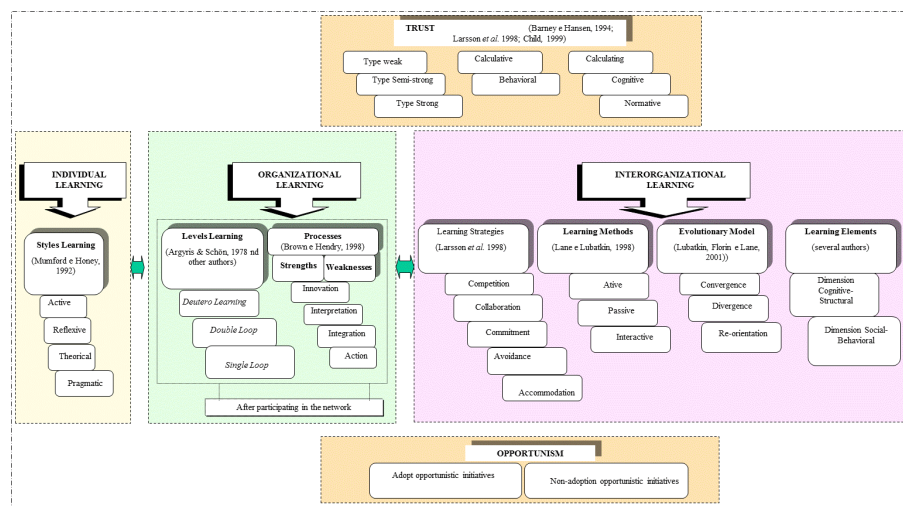 TRUST (Barney e Hansen, 1994;
Larsson et al. 1998; Child, 1999)
Type weak
Type Semi-strong
Type Strong
Calculative
Behavioral
Calculating
Cognitive
Normative
INDIVIDUAL
LEARNING
Styles Learning
(Mumford e Honey,
1992)
Active
Reflexive
Theorical
Pragmatic
ORGANIZATIONAL
LEARNING
Levels Learning
(Argyris & Schön, 1978 nd
other authors)
Deutero Learning
Double Loop
Single Loop
Processes
(Brown e Hendry, 1998)
Strengths
Weaknesses
Innovation
Interpretation
Integration
Action
After participating in the network
INTERORGANIZATIONAL
LEARNING
Learning Strategies
(Larsson et al. 1998)
Competition
Collaboration
Commitment
Avoidance
Accommodation
Learning Methods
(Lane e Lubatkin, 1998)
Ative
Passive
Interactive
Evolutionary Model
(Lubatkin, Florin e Lane,
2001))
Convergence
Divergence
Re-orientation
Learning Elements
(several authors)
Dimension
Cognitive-
Structural
Dimension Social-
Behavioral
OPPORTUNISM
Adopt opportunistic initiatives
Non-adoption opportunistic initiatives